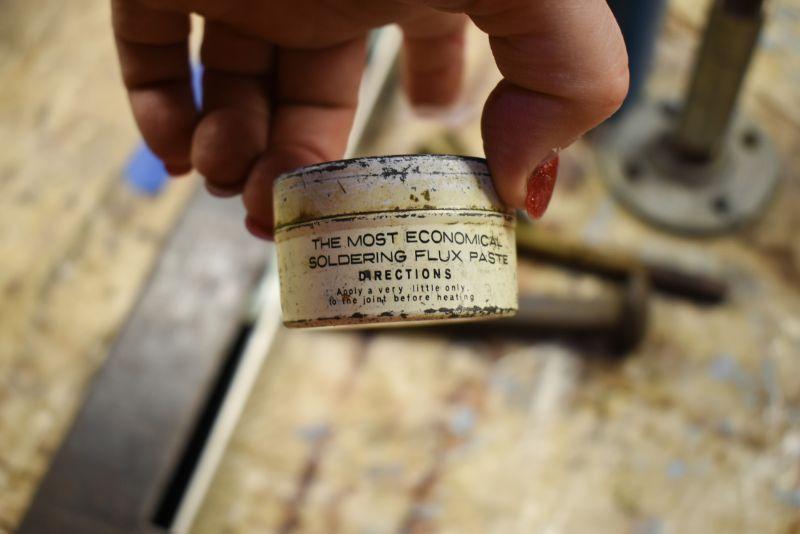 THE MOST ECONOMICAL
SOLDERING FLUX PASTE
DIRECTIONS
Apply a very little only.
to the joint before heating